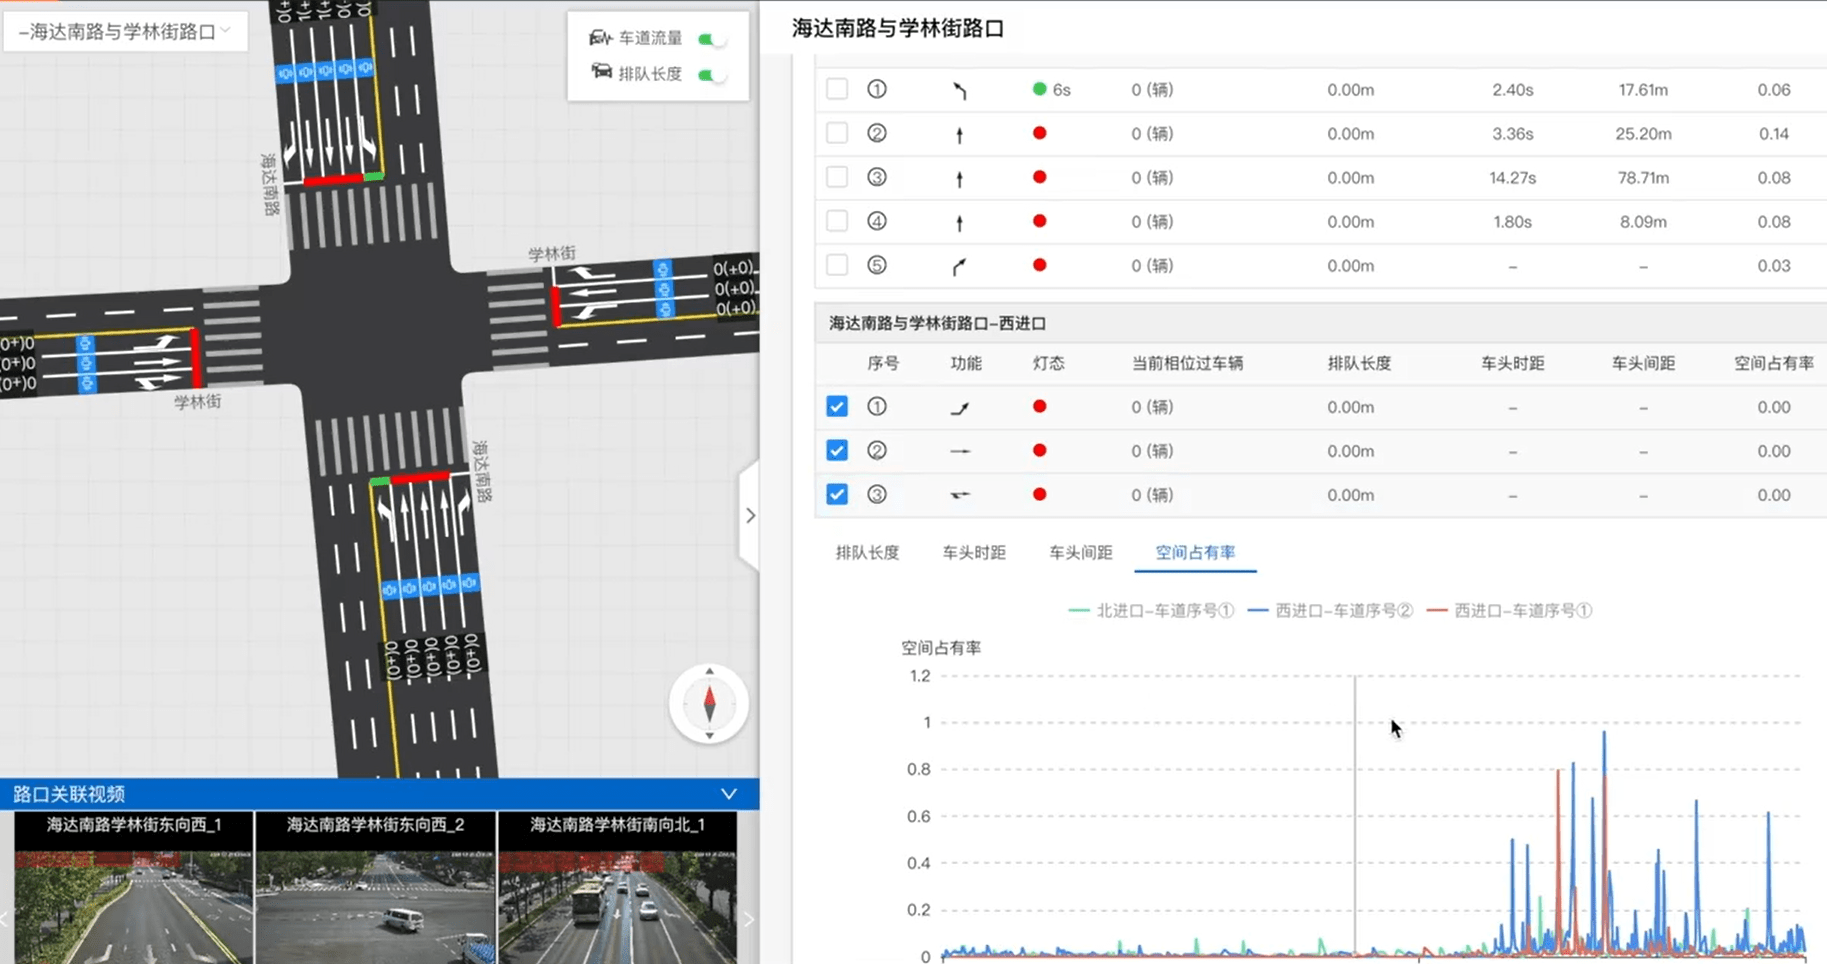 -海达南路与学林街路口
车道流量
排队长度
海达南路
学林街
0(+0)
0(+0)
0(+0)
0(+0)
0(+0)
0(+0)
学林街
海达南路
0(+0)
0(+0)
0(+0)
0(+0)
0(+0)
路口关联视频
海达南路学林街东向西_1
海达南路学林街东向西_2
海达南路学林街南向北_1
海达南路与学林街路口
① 6s 0 (辆) 0.00m 2.40s 17.61m 0.06
② 0 (辆) 0.00m 3.36s 25.20m 0.14
③ 0 (辆) 0.00m 14.27s 78.71m 0.08
④ 0 (辆) 0.00m 1.80s 8.09m 0.08
⑤ 0 (辆) 0.00m - - 0.03
海达南路与学林街路口-西进口
序号 功能 灯态 当前相位过车辆 排队长度 车头时距 车头间距 空间占有率
① 0 (辆) 0.00m - - 0.00
② 0 (辆) 0.00m - - 0.00
③ 0 (辆) 0.00m - - 0.00
排队长度 车头时距 车头间距 空间占有率
北进口-车道序号① 西进口-车道序号② 西进口-车道序号①
空间占有率
1.2
1
0.8
0.6
0.4
0.2
0